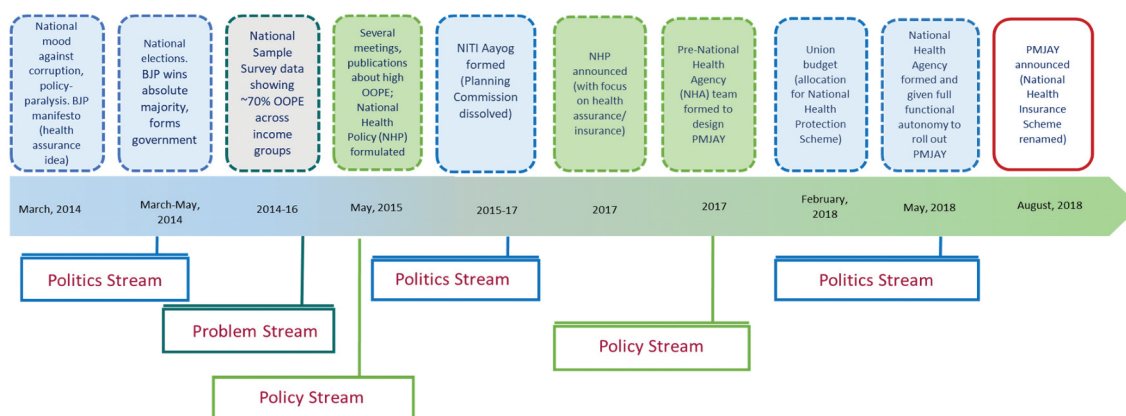 National
mood
against
corruption,
policy-
paralysis. BJP
manifesto
(health
assurance
idea)
National
elections.
BJP wins
absolute
majority,
forms
government
National
Sample
Survey data
showing
~70% OOPE
across
income
groups
Several
meetings,
publications
about high
OOPE;
National
Health
Policy (NHP)
formulated
NITI Aayog
formed
(Planning
Commission
dissolved)
NHP
announced
(with focus
on health
assurance/
insurance)
Pre-National
Health
Agency
(NHA) team
formed to
design
PMJAY
Union
budget
(allocation
for National
Health
Protection
Scheme)
National
Health
Agency
formed and
given full
functional
autonomy to
roll out
PMJAY
PMJAY
announced
(National
Health
Insurance
Scheme
renamed)
March, 2014
March-May,
2014
2014-16
May, 2015
2015-17
2017
2017
February,
2018
May, 2018
August, 2018
Politics Stream
Politics Stream
Politics Stream
Problem Stream
Policy Stream
Policy Stream